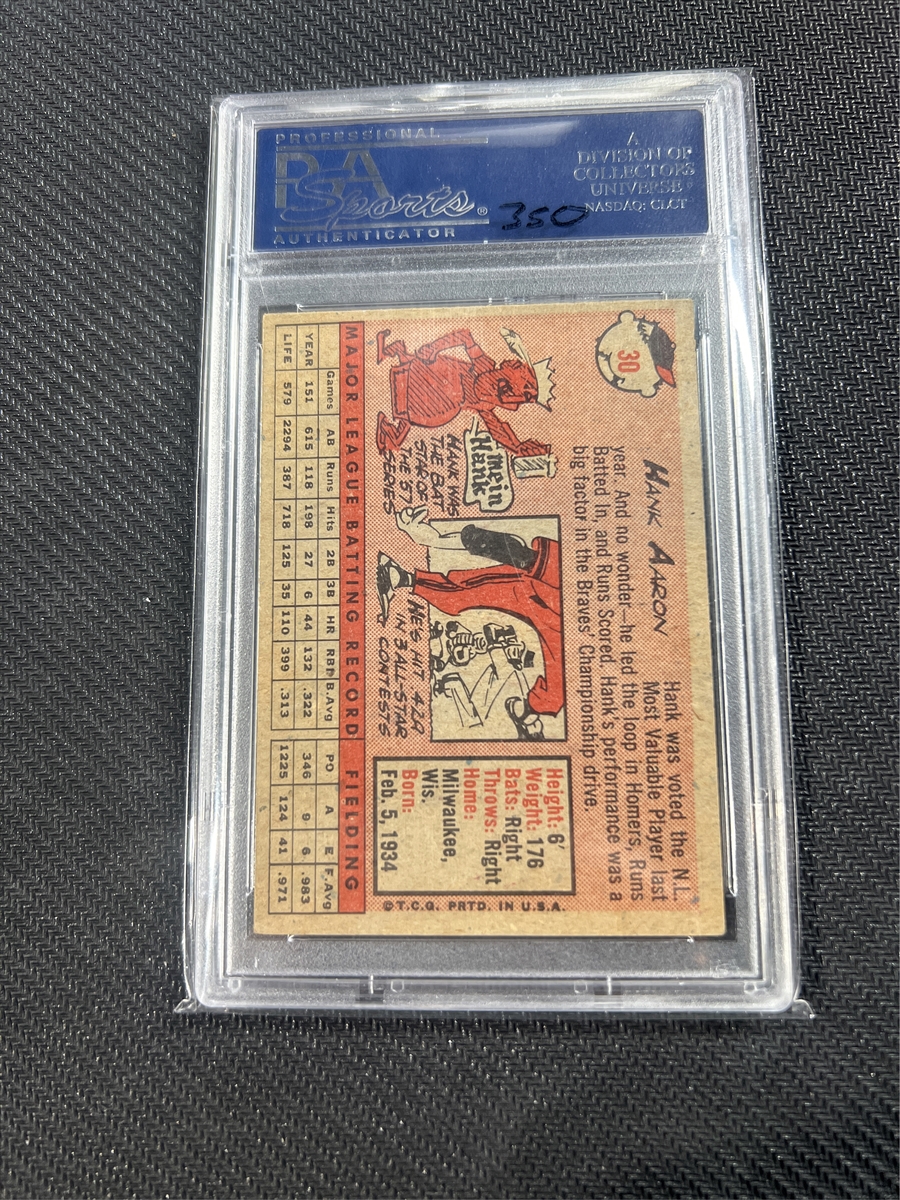 PROFESSIONAL
PSA
Sports®
AUTHENTICATOR
A
DIVISION OF
COLLECTORS
UNIVERSE®
NASDAQ: CLCT
350
30
HANK AARON
Hank was voted the N.L.
Most Valuable Player last
year. And no wonder—he led the loop in Homers, Runs
Batted In, and Runs Scored. Hank's performance was a
big factor in the Braves' Championship drive.
mein
Hank
HANK WAS
THE BAT
STAR OF
THE '57
SERIES
HE'S HIT .429
IN ALL-STAR
CONTESTS
Height: 6'
Weight: 176
Bats: Right
Throws: Right
Home:
Milwaukee,
Wis.
Born:
Feb. 5, 1934
©T.C.G. PRTD. IN U.S.A.
MAJOR LEAGUE BATTING RECORD FIELDING
Games AB Runs Hits 2B 3B HR RBI B.Avg PO A E F.Avg
YEAR 151 615 118 198 27 6 44 132 .322 346 9 6 .983
LIFE 579 2294 387 718 125 35 110 399 .313 1225 124 41 .971